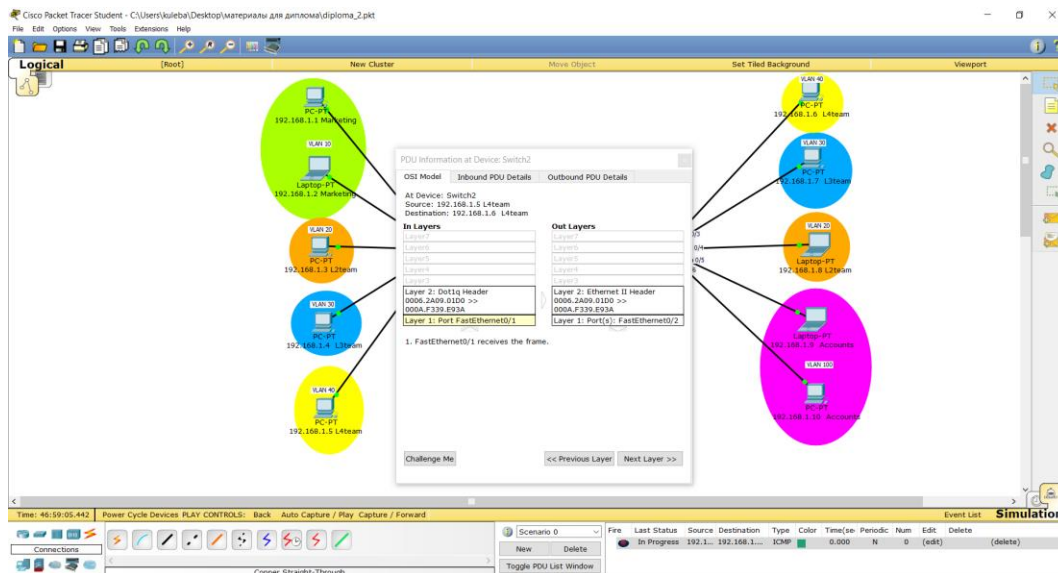 Cisco Packet Tracer Student - C:\Users\kuleba\Desktop\материалы для диплома\diploma_2.pkt
File Edit Options View Tools Extensions Help
Logical [Root] New Cluster Move Object Set Tiled Background Viewport
PC-PT
192.168.1.1 Marketing
VLAN 10
Laptop-PT
192.168.1.2 Marketing
VLAN 20
PC-PT
192.168.1.3 L2team
VLAN 30
PC-PT
192.168.1.4 L3team
VLAN 40
PC-PT
192.168.1.5 L4team
PDU Information at Device: Switch2
OSI Model Inbound PDU Details Outbound PDU Details
At Device: Switch2
Source: 192.168.1.5 L4team
Destination: 192.168.1.6 L4team
In Layers Out Layers
Layer7 Layer7
Layer6 Layer6
Layer5 Layer5
Layer4 Layer4
Layer3 Layer3
Layer 2: Dot1q Header Layer 2: Ethernet II Header
0006.2A09.01D0 >> 0006.2A09.01D0 >>
000A.F339.E93A 000A.F339.E93A
Layer 1: Port FastEthernet0/1 Layer 1: Port(s): FastEthernet0/2
1. FastEthernet0/1 receives the frame.
Challenge Me << Previous Layer Next Layer >>
VLAN 40
PC-PT
192.168.1.6 L4team
VLAN 30
PC-PT
192.168.1.7 L3team
0/3
VLAN 20
0/4
0/5
Laptop-PT
192.168.1.8 L2team
Laptop-PT
192.168.1.9 Accounts
VLAN 100
PC-PT
192.168.1.10 Accounts
Time: 46:59:05.442 Power Cycle Devices PLAY CONTROLS: Back Auto Capture / Play Capture / Forward Event List Simulation
Connections
Copper Straight-Through
Scenario 0
New Delete
Toggle PDU List Window
Fire Last Status Source Destination Type Color Time(se Periodic Num Edit Delete
In Progress 192.1... 192.168.1.... ICMP 0.000 N 0 (edit) (delete)